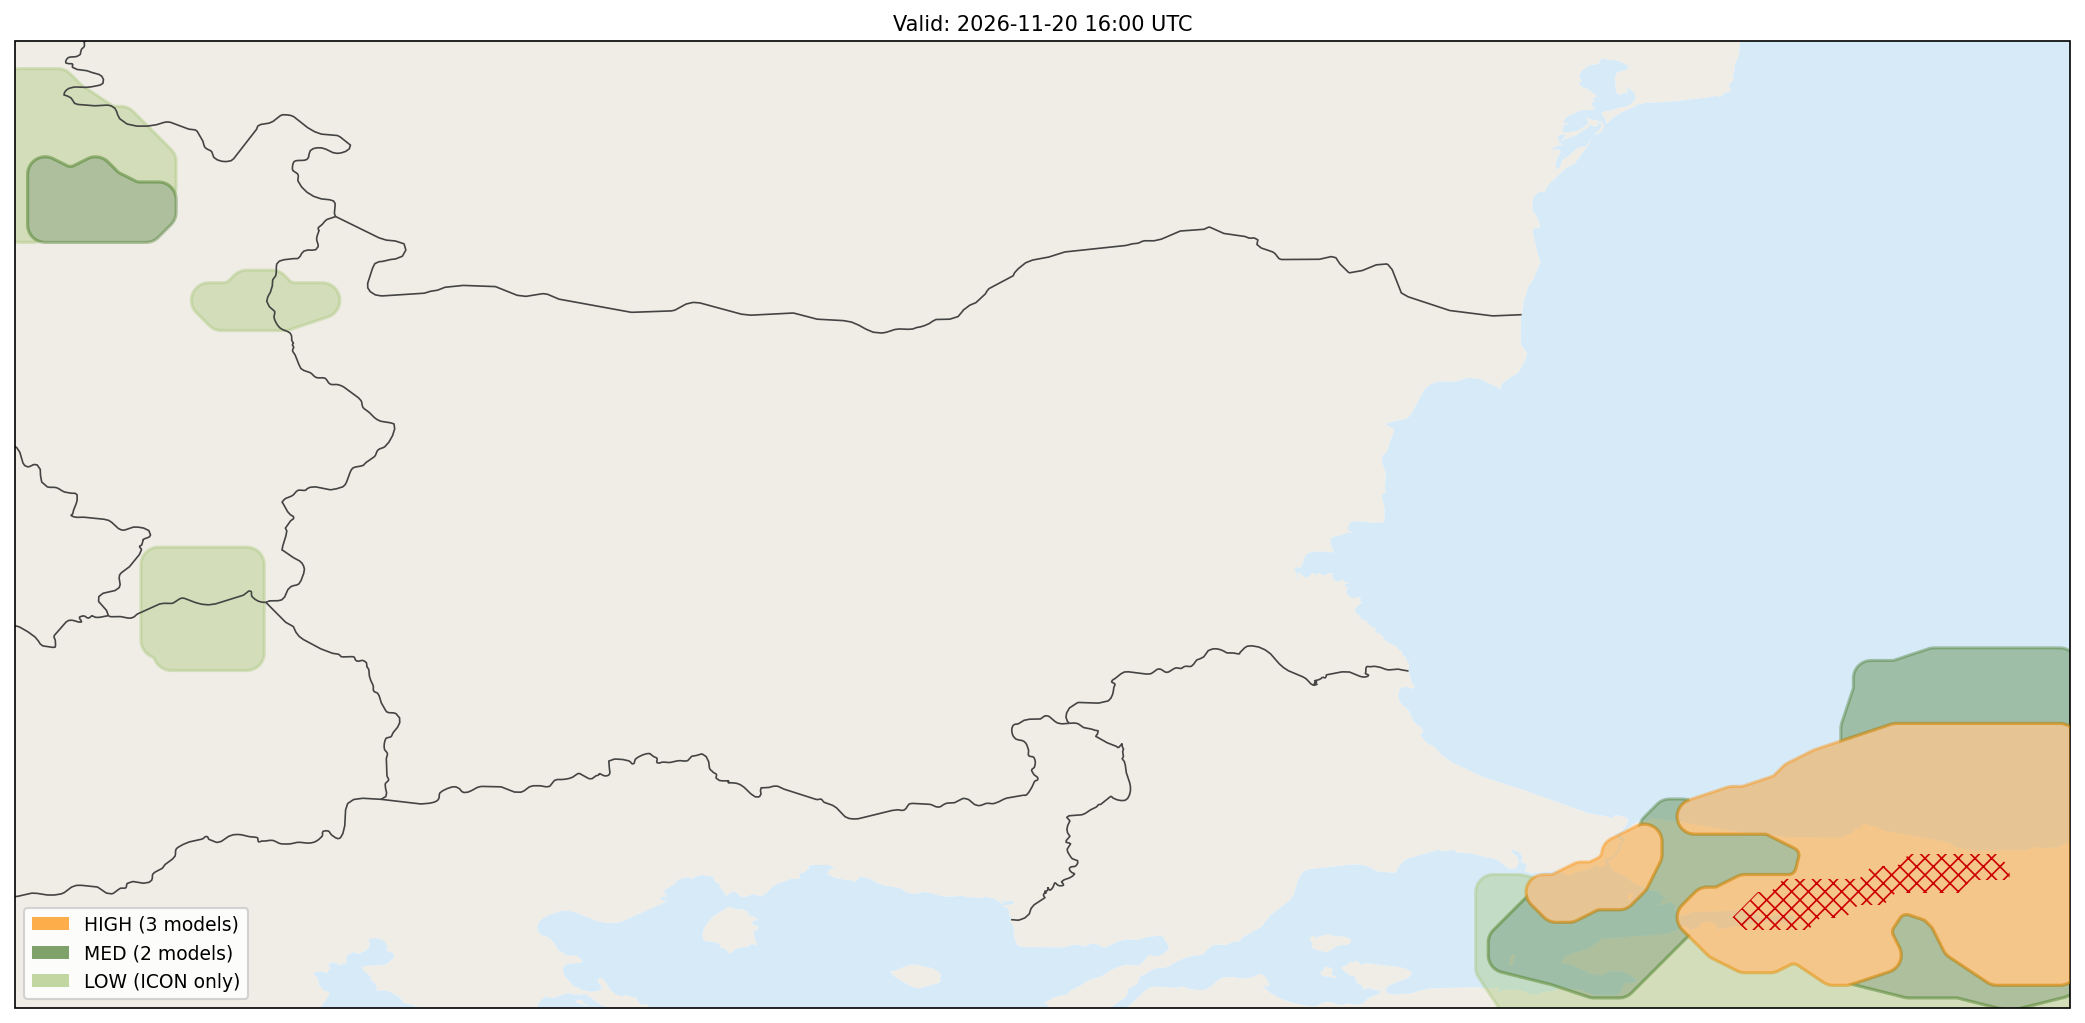 Valid: 2026-11-20 16:00 UTC
HIGH (3 models)
MED (2 models)
LOW (ICON only)